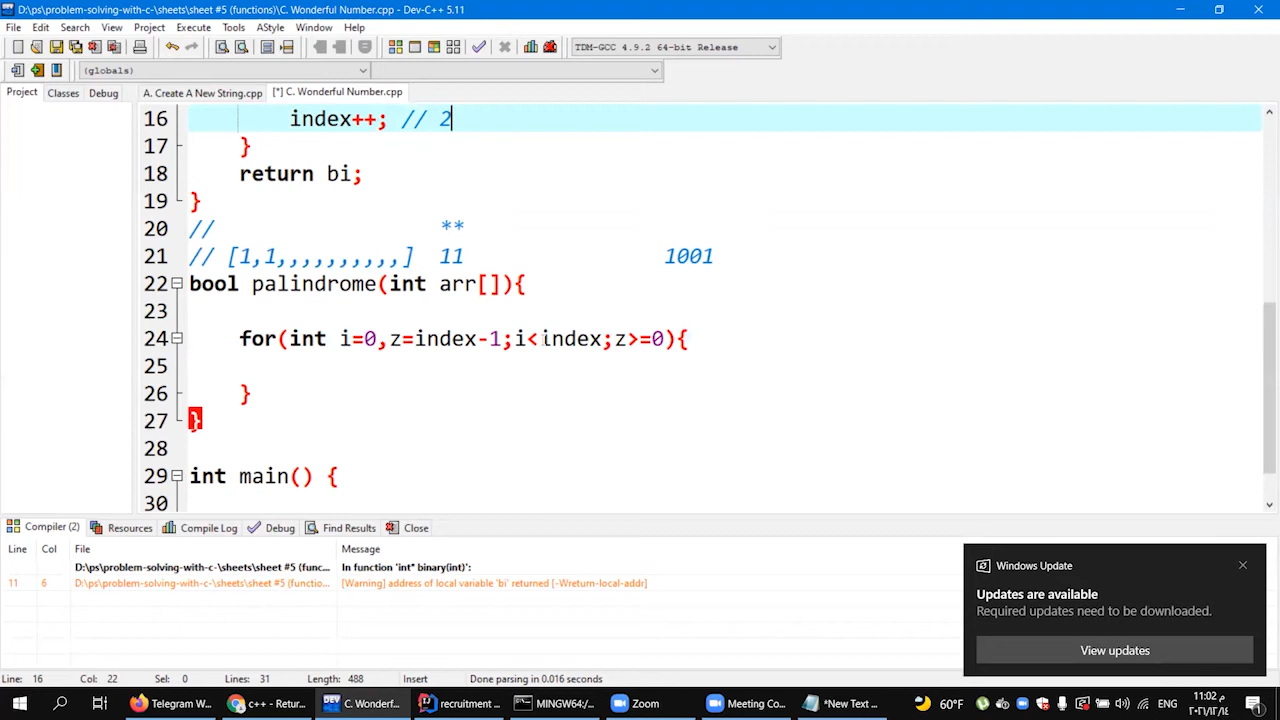 D:\ps\problem-solving-with-c-\sheets\sheet #5 (functions)\C. Wonderful Number.cpp - Dev-C++ 5.11
File Edit Search View Project Execute Tools AStyle Window Help
TDM-GCC 4.9.2 64-bit Release
(globals)
Project Classes Debug A. Create A New String.cpp [*] C. Wonderful Number.cpp
16 index++; // 2
17 }
18 return bi;
19 }
20 // **
21 // [1,1,,,,,,,,,,] 11 1001
22 bool palindrome(int arr[]){
23
24 for(int i=0,z=index-1;i<index;z>=0){
25
26 }
27 }
28
29 int main() {
30
Compiler (2) Resources Compile Log Debug Find Results Close
Line Col File Message
D:\ps\problem-solving-with-c-\sheets\sheet #5 (func... In function 'int* binary(int)':
11 6 D:\ps\problem-solving-with-c-\sheets\sheet #5 (functio... [Warning] address of local variable 'bi' returned [-Wreturn-local-addr]
Windows Update
Updates are available
Required updates need to be downloaded.
View updates
Line: 16 Col: 22 Sel: 0 Lines: 31 Length: 488 Insert Done parsing in 0.016 seconds
Telegram W... C++ - Retur... C. Wonderf... recruitment ... MINGW64:/... Zoom Meeting Co... *New Text ... 60°F ENG 11:02